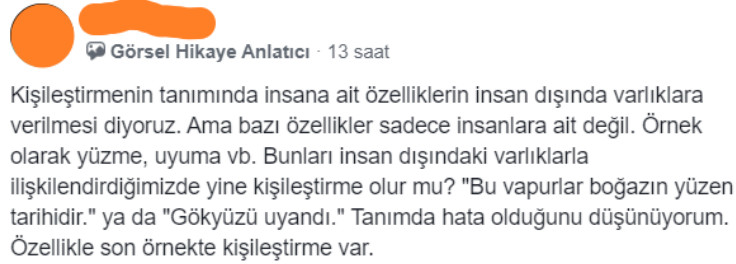 Görsel Hikaye Anlatıcı · 13 saat
Kişileştirmenin tanımında insana ait özelliklerin insan dışında varlıklara
verilmesi diyoruz. Ama bazı özellikler sadece insanlara ait değil. Örnek
olarak yüzme, uyuma vb. Bunları insan dışındaki varlıklarla
ilişkilendirdiğimizde yine kişileştirme olur mu? "Bu vapurlar boğazın yüzen
tarihidir." ya da "Gökyüzü uyandı." Tanımda hata olduğunu düşünüyorum.
Özellikle son örnekte kişileştirme var.